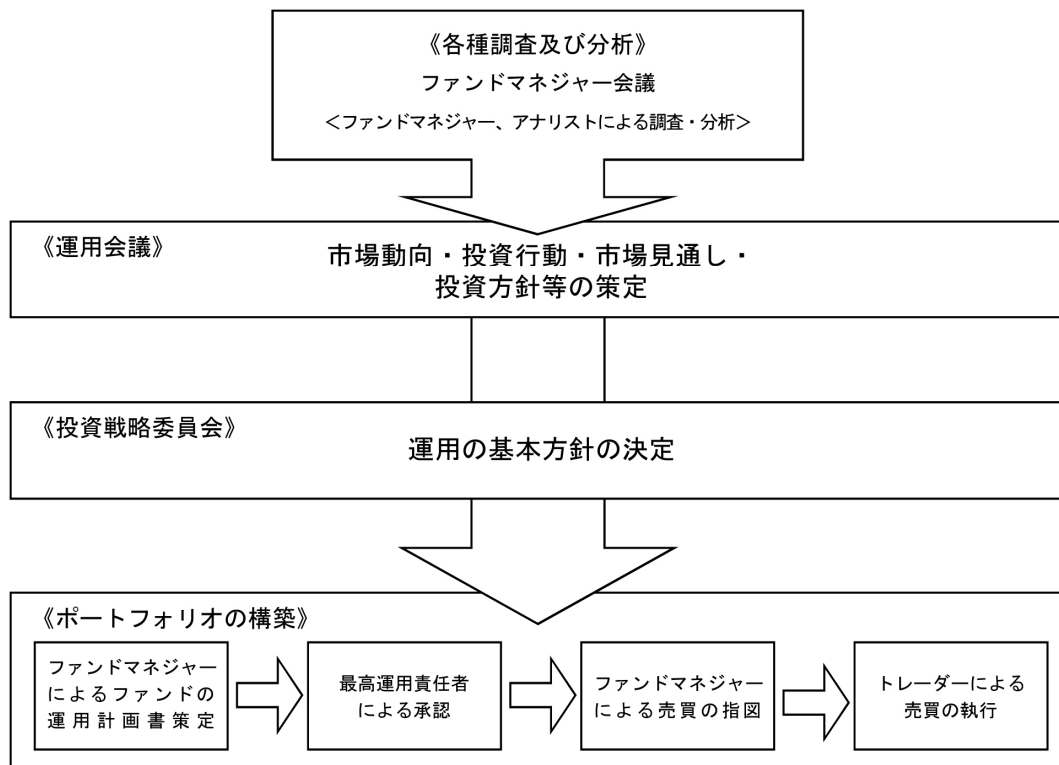 《各種調査及び分析》
ファンドマネジャー会議
＜ファンドマネジャー、アナリストによる調査・分析＞
《運用会議》
市場動向・投資行動・市場見通し・
投資方針等の策定
《投資戦略委員会》
運用の基本方針の決定
《ポートフォリオの構築》
ファンドマネジャー
によるファンドの
運用計画書策定
最高運用責任者
による承認
ファンドマネジャー
による売買の指図
トレーダーによる
売買の執行